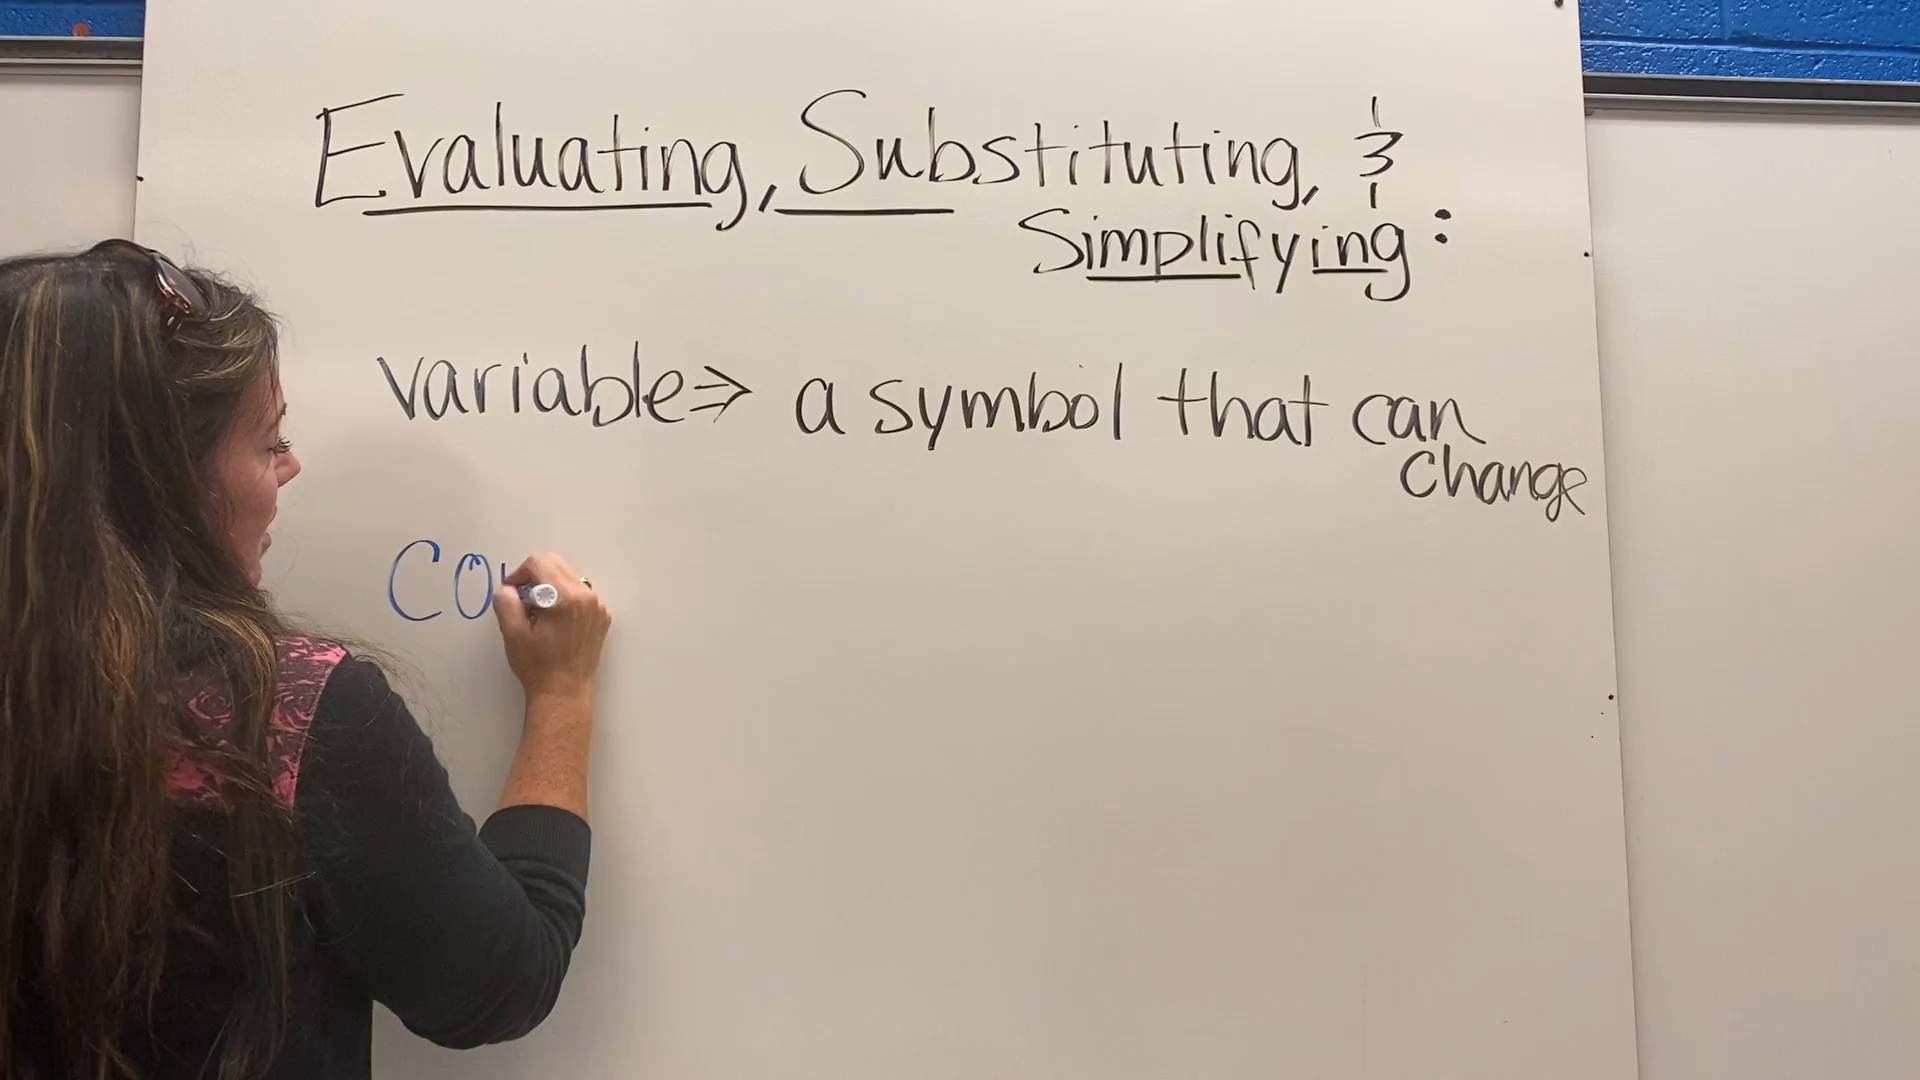 Evaluating, Substituting, &
Simplifying:
variable⇒ a symbol that can
change
co